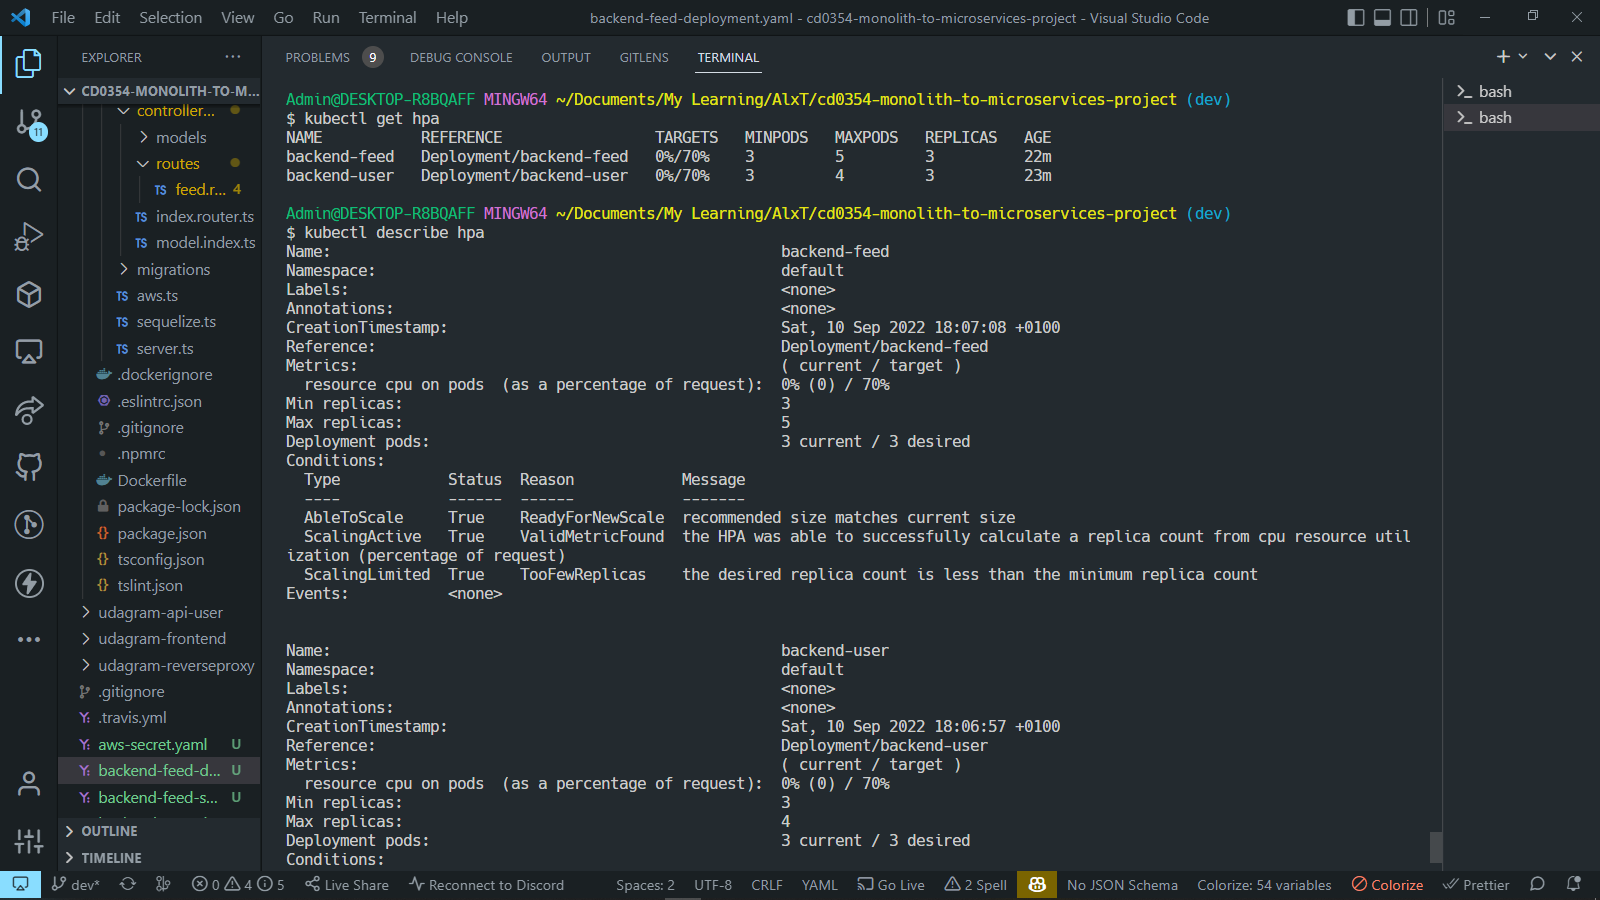 File Edit Selection View Go Run Terminal Help
backend-feed-deployment.yaml - cd0354-monolith-to-microservices-project - Visual Studio Code
EXPLORER
CD0354-MONOLITH-TO-M...
controller...
models
routes
TS feed.r... 4
TS index.router.ts
TS model.index.ts
migrations
TS aws.ts
TS sequelize.ts
TS server.ts
.dockerignore
.eslintrc.json
.gitignore
.npmrc
Dockerfile
package-lock.json
{} package.json
{} tsconfig.json
{} tslint.json
udagram-api-user
udagram-frontend
udagram-reverseproxy
.gitignore
Y: .travis.yml
Y: aws-secret.yaml U
Y: backend-feed-d... U
Y: backend-feed-s... U
OUTLINE
TIMELINE
11
PROBLEMS 9 DEBUG CONSOLE OUTPUT GITLENS TERMINAL
Admin@DESKTOP-R8BQAFF MINGW64 ~/Documents/My Learning/AlxT/cd0354-monolith-to-microservices-project (dev)
$ kubectl get hpa
NAME REFERENCE TARGETS MINPODS MAXPODS REPLICAS AGE
backend-feed Deployment/backend-feed 0%/70% 3 5 3 22m
backend-user Deployment/backend-user 0%/70% 3 4 3 23m
Admin@DESKTOP-R8BQAFF MINGW64 ~/Documents/My Learning/AlxT/cd0354-monolith-to-microservices-project (dev)
$ kubectl describe hpa
Name: backend-feed
Namespace: default
Labels: <none>
Annotations: <none>
CreationTimestamp: Sat, 10 Sep 2022 18:07:08 +0100
Reference: Deployment/backend-feed
Metrics: ( current / target )
resource cpu on pods (as a percentage of request): 0% (0) / 70%
Min replicas: 3
Max replicas: 5
Deployment pods: 3 current / 3 desired
Conditions:
Type Status Reason Message
---- ------ ------ -------
AbleToScale True ReadyForNewScale recommended size matches current size
ScalingActive True ValidMetricFound the HPA was able to successfully calculate a replica count from cpu resource util
ization (percentage of request)
ScalingLimited True TooFewReplicas the desired replica count is less than the minimum replica count
Events: <none>
Name: backend-user
Namespace: default
Labels: <none>
Annotations: <none>
CreationTimestamp: Sat, 10 Sep 2022 18:06:57 +0100
Reference: Deployment/backend-user
Metrics: ( current / target )
resource cpu on pods (as a percentage of request): 0% (0) / 70%
Min replicas: 3
Max replicas: 4
Deployment pods: 3 current / 3 desired
Conditions:
bash
bash
dev* 0 4 5 Live Share Reconnect to Discord Spaces: 2 UTF-8 CRLF YAML Go Live 2 Spell No JSON Schema Colorize: 54 variables Colorize Prettier